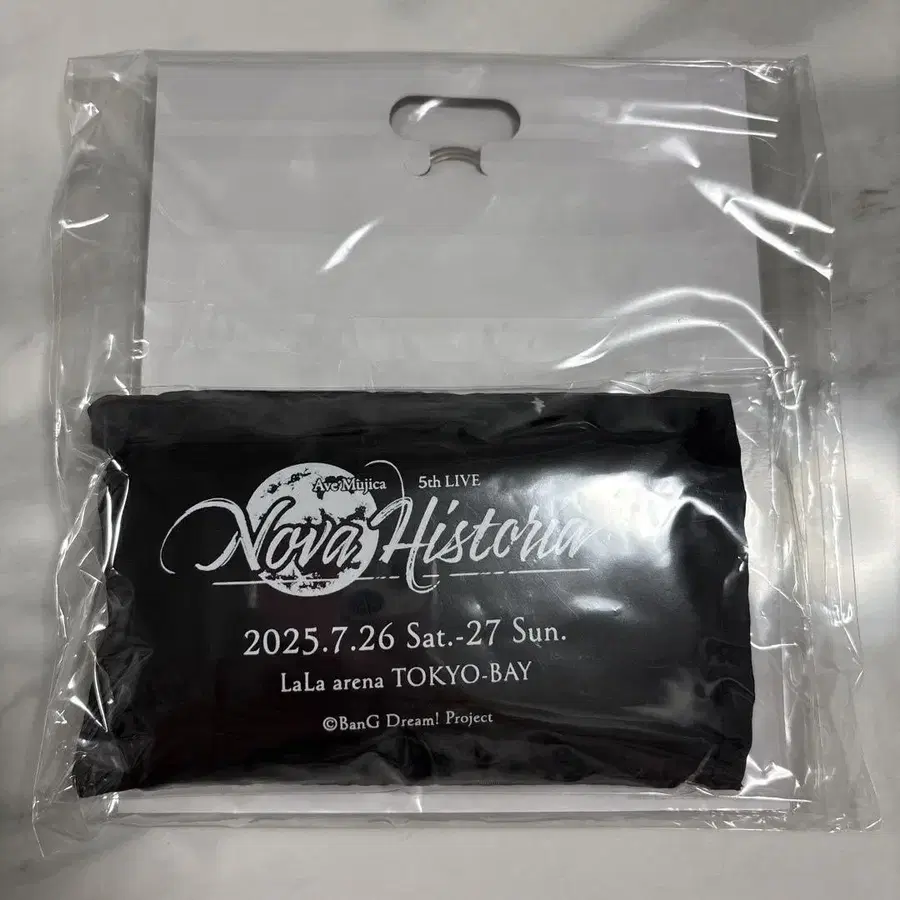 Ave Mujica 5th LIVE
Nova Historia
2025.7.26 Sat.-27 Sun.
LaLa arena TOKYO-BAY
©BanG Dream! Project